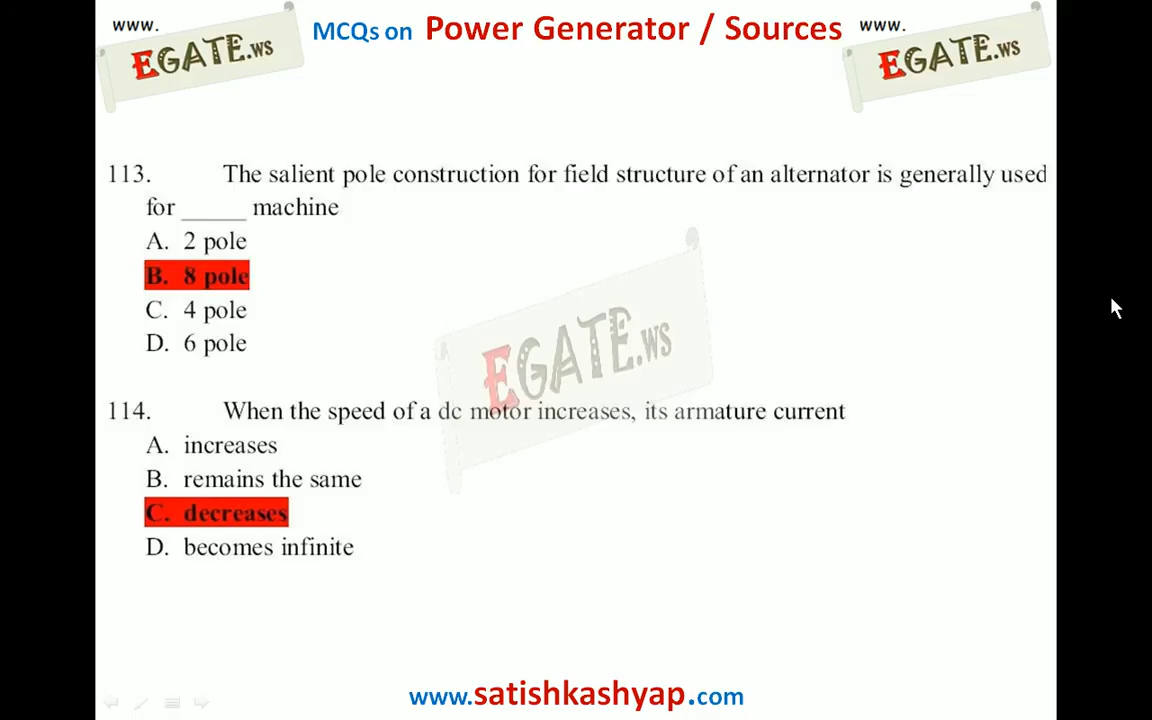 www.
EGATE.ws
MCQs on Power Generator / Sources
www.
EGATE.ws
113. The salient pole construction for field structure of an alternator is generally used
for _____ machine
A. 2 pole
B. 8 pole
C. 4 pole
D. 6 pole
EGATE.ws
114. When the speed of a dc motor increases, its armature current
A. increases
B. remains the same
C. decreases
D. becomes infinite
www.satishkashyap.com